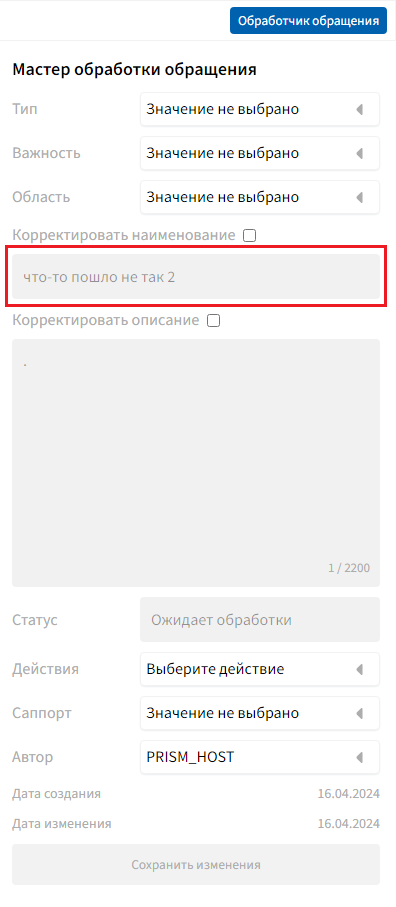 Обработчик обращения
Мастер обработки обращения
Тип Значение не выбрано
Важность Значение не выбрано
Область Значение не выбрано
Корректировать наименование
что-то пошло не так 2
Корректировать описание
.
1 / 2200
Статус Ожидает обработки
Действия Выберите действие
Саппорт Значение не выбрано
Автор PRISM_HOST
Дата создания 16.04.2024
Дата изменения 16.04.2024
Сохранить изменения